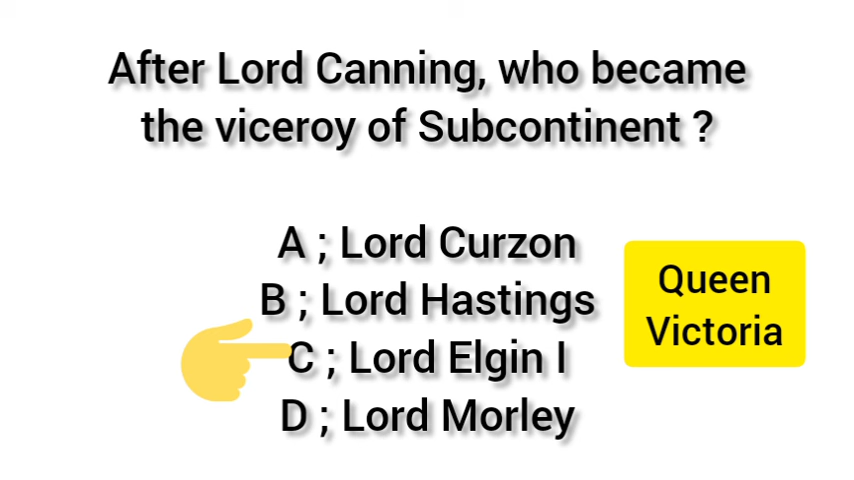 After Lord Canning, who became
the viceroy of Subcontinent ?
A ; Lord Curzon
B ; Lord Hastings
C ; Lord Elgin I
D ; Lord Morley
Queen
Victoria